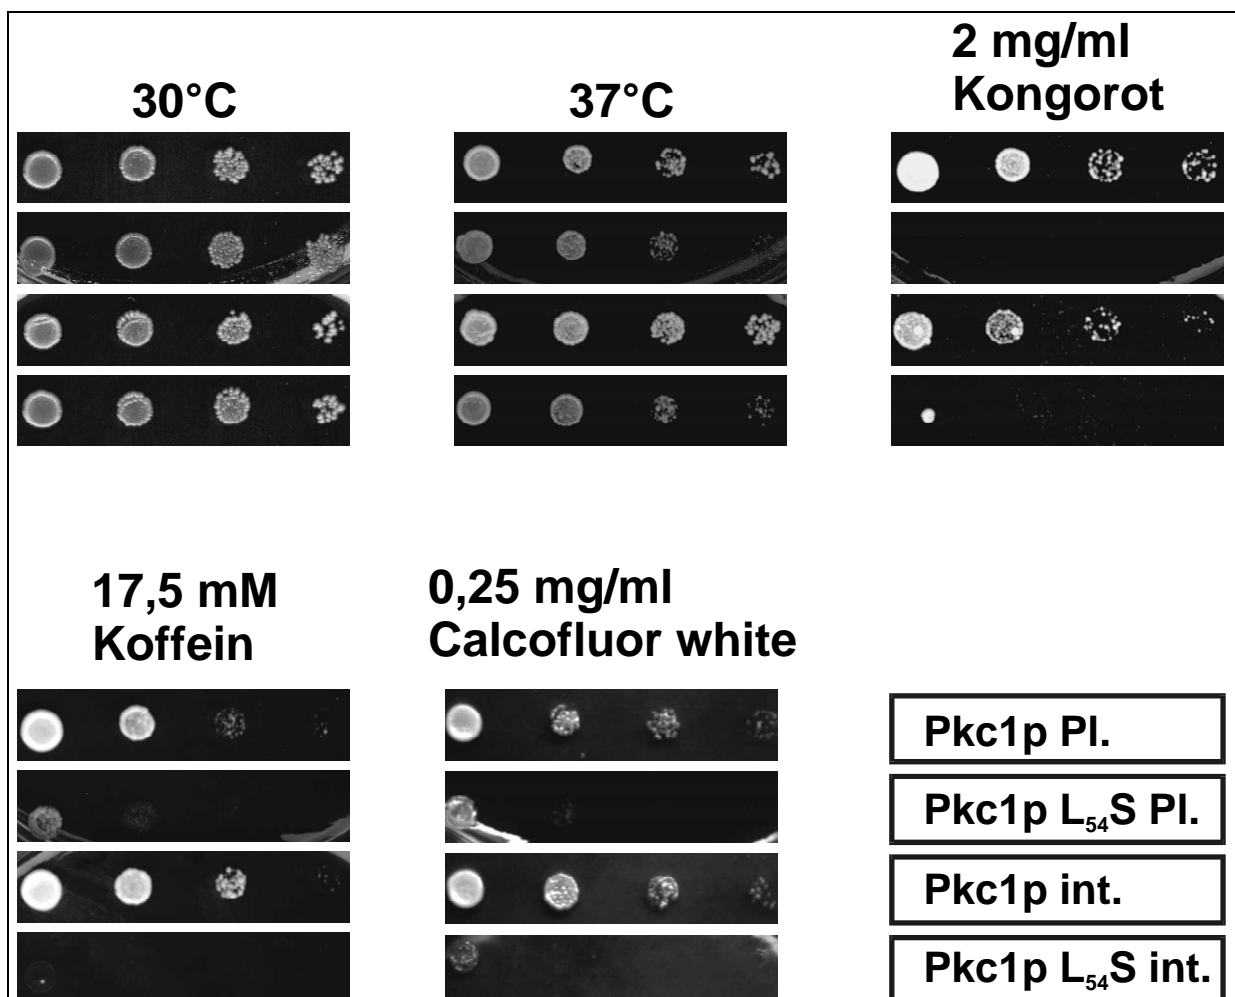 30°C
37°C
2 mg/ml
Kongorot
17,5 mM
Koffein
0,25 mg/ml
Calcofluor white
Pkc1p Pl.
Pkc1p L₅₄S Pl.
Pkc1p int.
Pkc1p L₅₄S int.